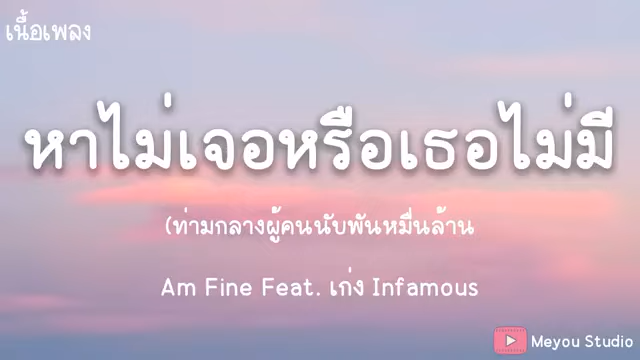 เนื้อเพลง
หาไม่เจอหรือเธอไม่มี
(ท่ามกลางผู้คนนับพันหมื่นล้าน
Am Fine Feat. เก่ง Infamous
Meyou Studio